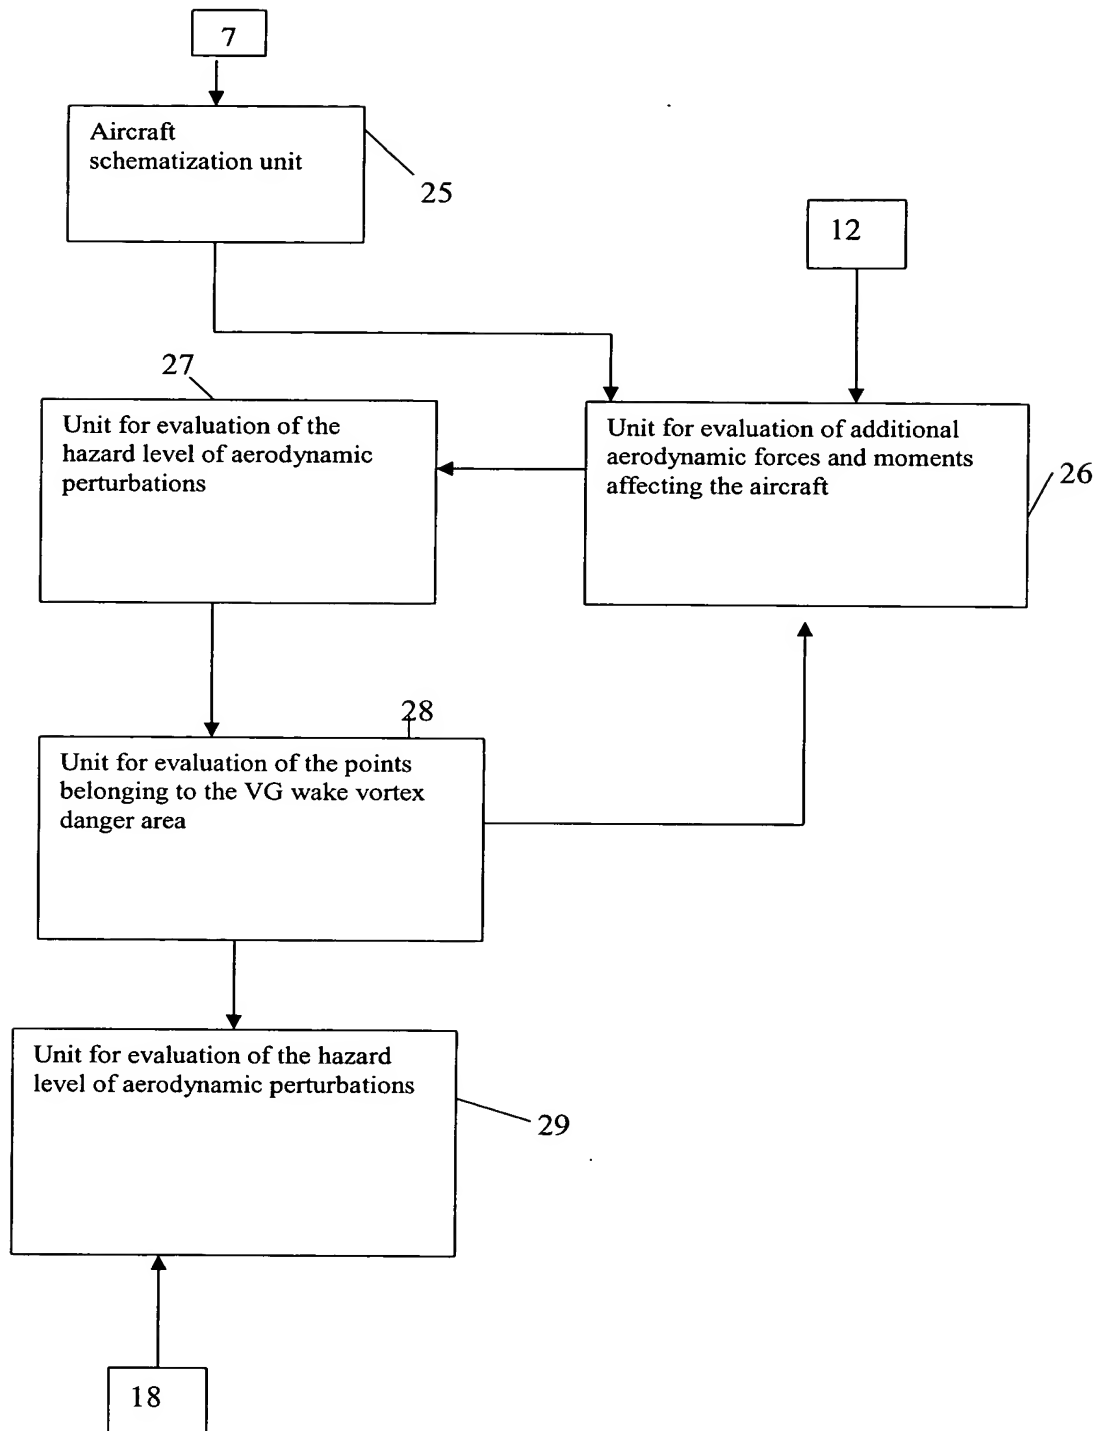 7
Aircraft
schematization unit
25
12
27
Unit for evaluation of the
hazard level of aerodynamic
perturbations
Unit for evaluation of additional
aerodynamic forces and moments
affecting the aircraft
26
28
Unit for evaluation of the points
belonging to the VG wake vortex
danger area
Unit for evaluation of the hazard
level of aerodynamic perturbations
29
18